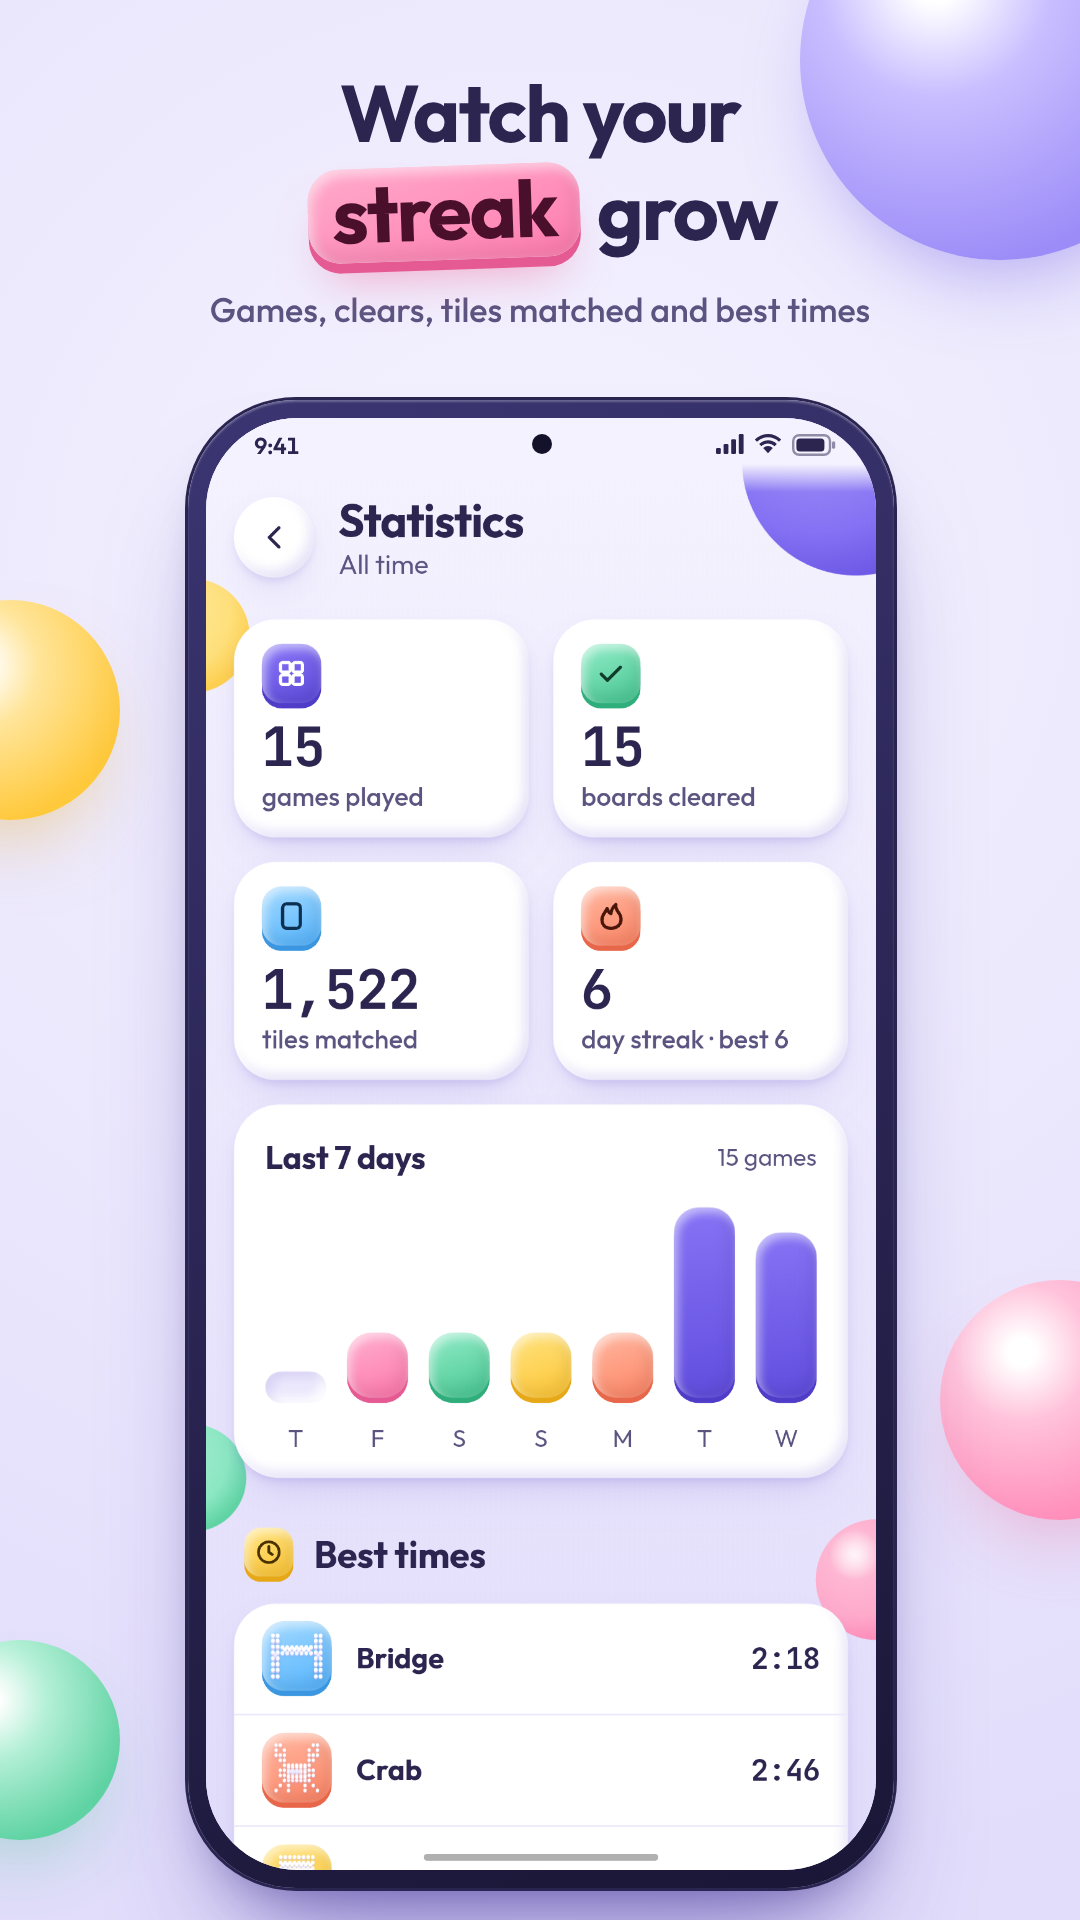 Watch your
streak grow
Games, clears, tiles matched and best times
9:41
Statistics
All time
15
games played
15
boards cleared
1,522
tiles matched
6
day streak · best 6
Last 7 days
15 games
T F S S M T W
Best times
Bridge 2:18
Crab 2:46